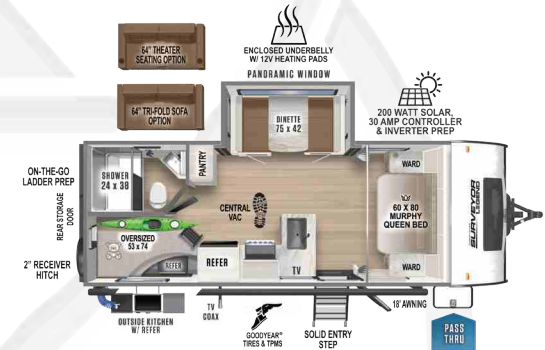 64" THEATER
SEATING OPTION
64" TRI-FOLD SOFA
OPTION
ENCLOSED UNDERBELLY
W/ 12V HEATING PADS
PANORAMIC WINDOW
DINETTE
75 x 42
200 WATT SOLAR,
30 AMP CONTROLLER
& INVERTER PREP
ON-THE-GO
LADDER PREP
REAR STORAGE
DOOR
2" RECEIVER
HITCH
SHOWER
24 x 38
PANTRY
WARD
CENTRAL
VAC
60 X 80
MURPHY
QUEEN BED
SURVEYOR
LEGEND
OVERSIZED
53 x 74
REFER
REFER
TV
WARD
18' AWNING
OUTSIDE KITCHEN
W/ REFER
TV
COAX
GOODYEAR®
TIRES & TPMS
SOLID ENTRY
STEP
PASS
THRU